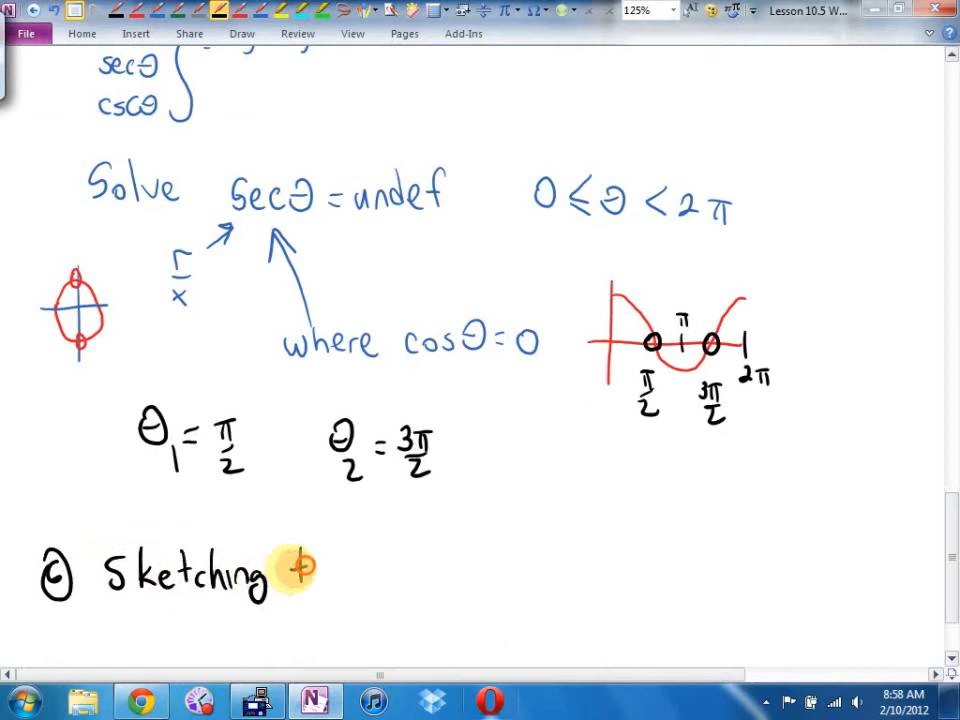 125%
Lesson 10.5 W...
File Home Insert Share Draw Review View Pages Add-Ins
secθ
cscθ
Solve secθ = undef 0 ≤ θ < 2π
r
x
where cosθ = 0
π
π/2
3π/2
2π
θ1 = π/2 θ2 = 3π/2
⑥ Sketching t
8:58 AM
2/10/2012